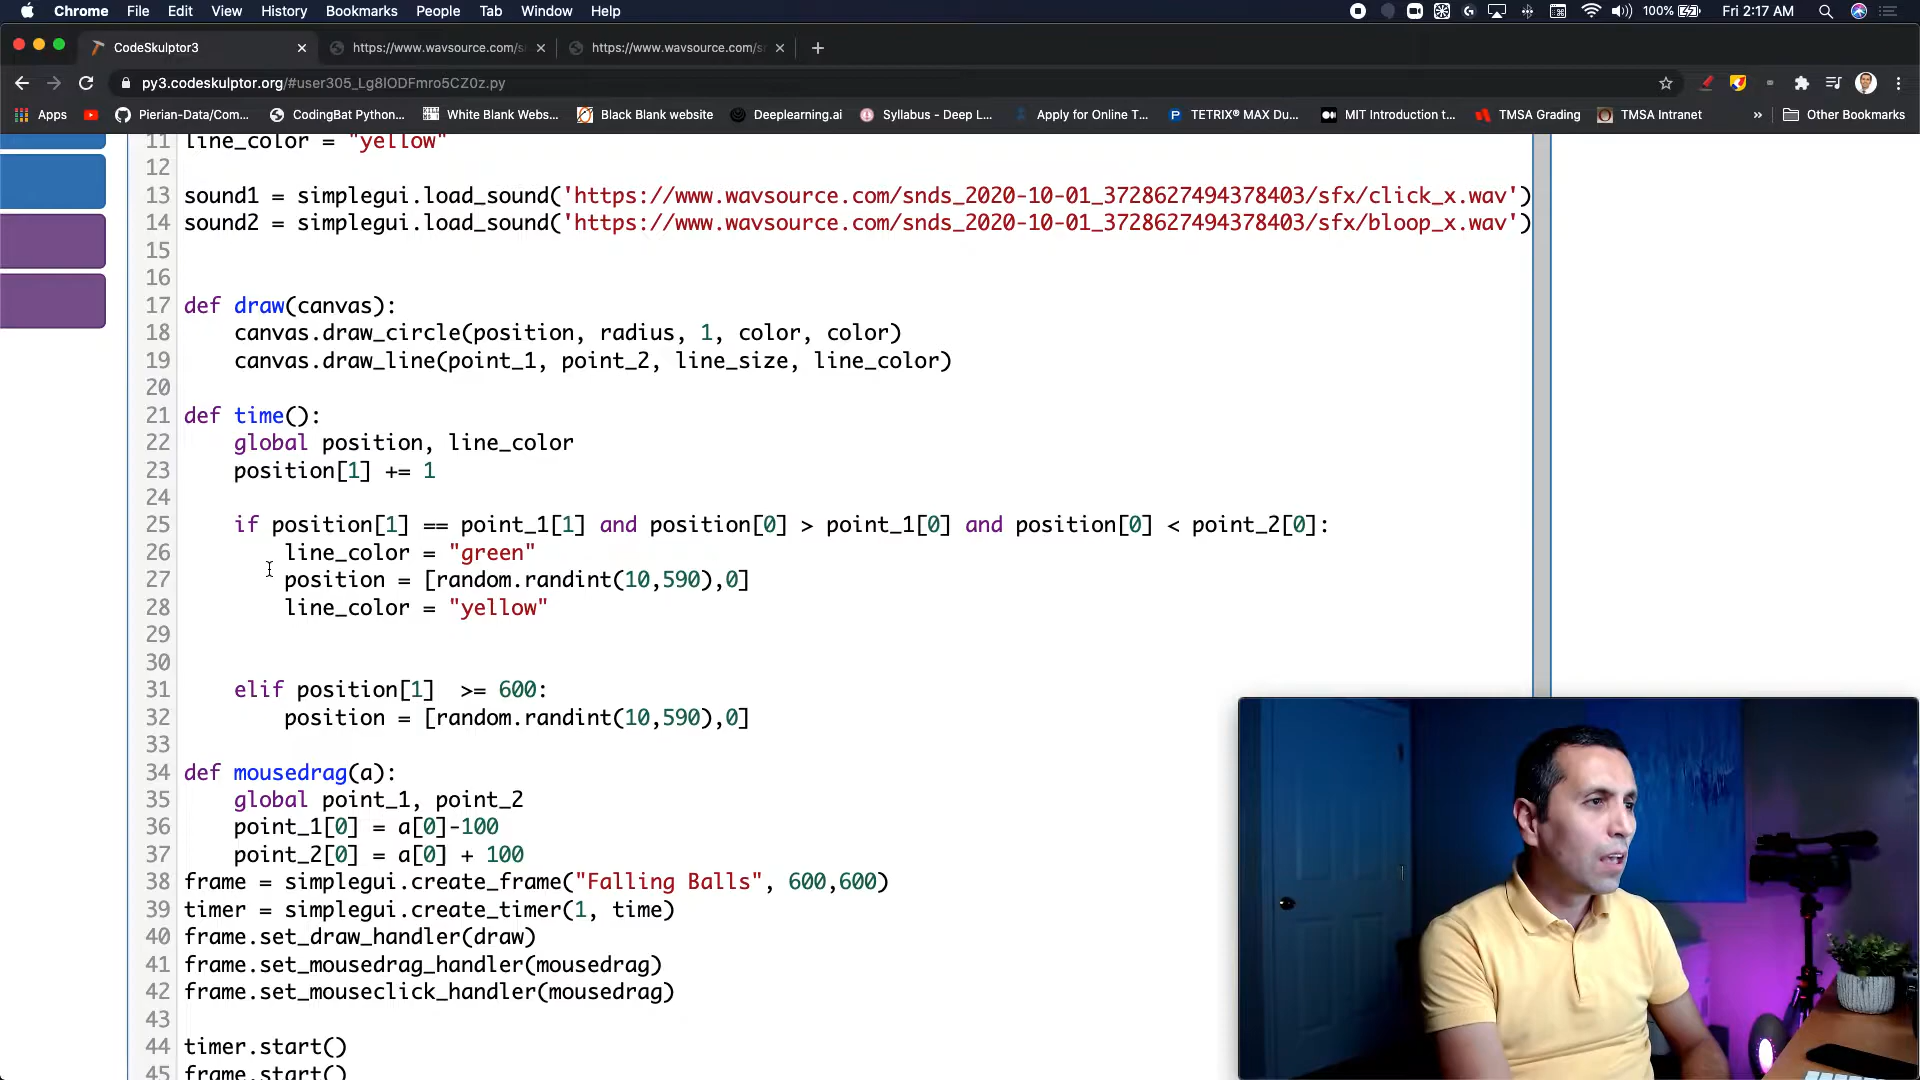 Chrome File Edit View History Bookmarks People Tab Window Help 100% Fri 2:17 AM
CodeSkulptor3 https://www.wavsource.com/s https://www.wavsource.com/s
py3.codeskulptor.org/#user305_Lg8lODFmro5CZ0z.py
Apps Pierian-Data/Com... CodingBat Python... White Blank Webs... Black Blank website Deeplearning.ai Syllabus - Deep L... Apply for Online T... TETRIX® MAX Du... MIT Introduction t... TMSA Grading TMSA Intranet » Other Bookmarks
11 line_color = "yellow"
12
13 sound1 = simplegui.load_sound('https://www.wavsource.com/snds_2020-10-01_3728627494378403/sfx/click_x.wav')
14 sound2 = simplegui.load_sound('https://www.wavsource.com/snds_2020-10-01_3728627494378403/sfx/bloop_x.wav')
15
16
17 def draw(canvas):
18 canvas.draw_circle(position, radius, 1, color, color)
19 canvas.draw_line(point_1, point_2, line_size, line_color)
20
21 def time():
22 global position, line_color
23 position[1] += 1
24
25 if position[1] == point_1[1] and position[0] > point_1[0] and position[0] < point_2[0]:
26 line_color = "green"
27 position = [random.randint(10,590),0]
28 line_color = "yellow"
29
30
31 elif position[1] >= 600:
32 position = [random.randint(10,590),0]
33
34 def mousedrag(a):
35 global point_1, point_2
36 point_1[0] = a[0]-100
37 point_2[0] = a[0] + 100
38 frame = simplegui.create_frame("Falling Balls", 600,600)
39 timer = simplegui.create_timer(1, time)
40 frame.set_draw_handler(draw)
41 frame.set_mousedrag_handler(mousedrag)
42 frame.set_mouseclick_handler(mousedrag)
43
44 timer.start()
45 frame.start()